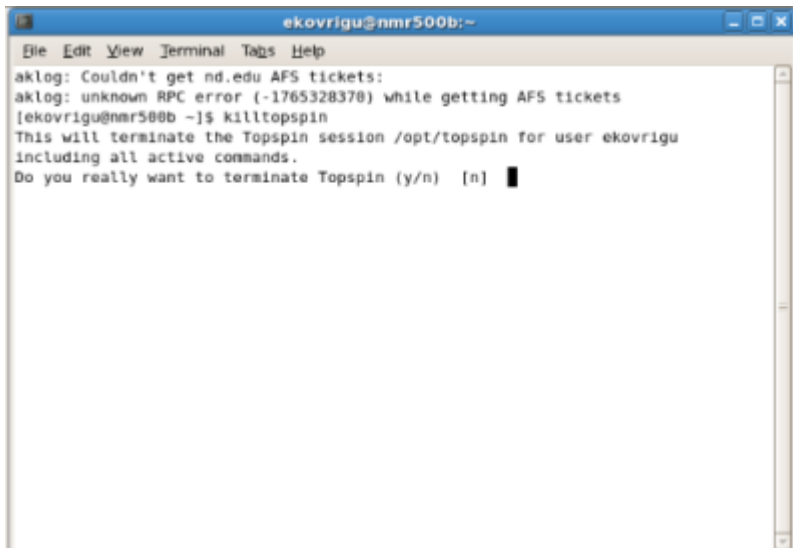 ekovrigu@nmr500b:~
File Edit View Terminal Tabs Help
aklog: Couldn't get nd.edu AFS tickets:
aklog: unknown RPC error (-1765328370) while getting AFS tickets
[ekovrigu@nmr500b ~]$ killtopspin
This will terminate the Topspin session /opt/topspin for user ekovrigu
including all active commands.
Do you really want to terminate Topspin (y/n) [n]